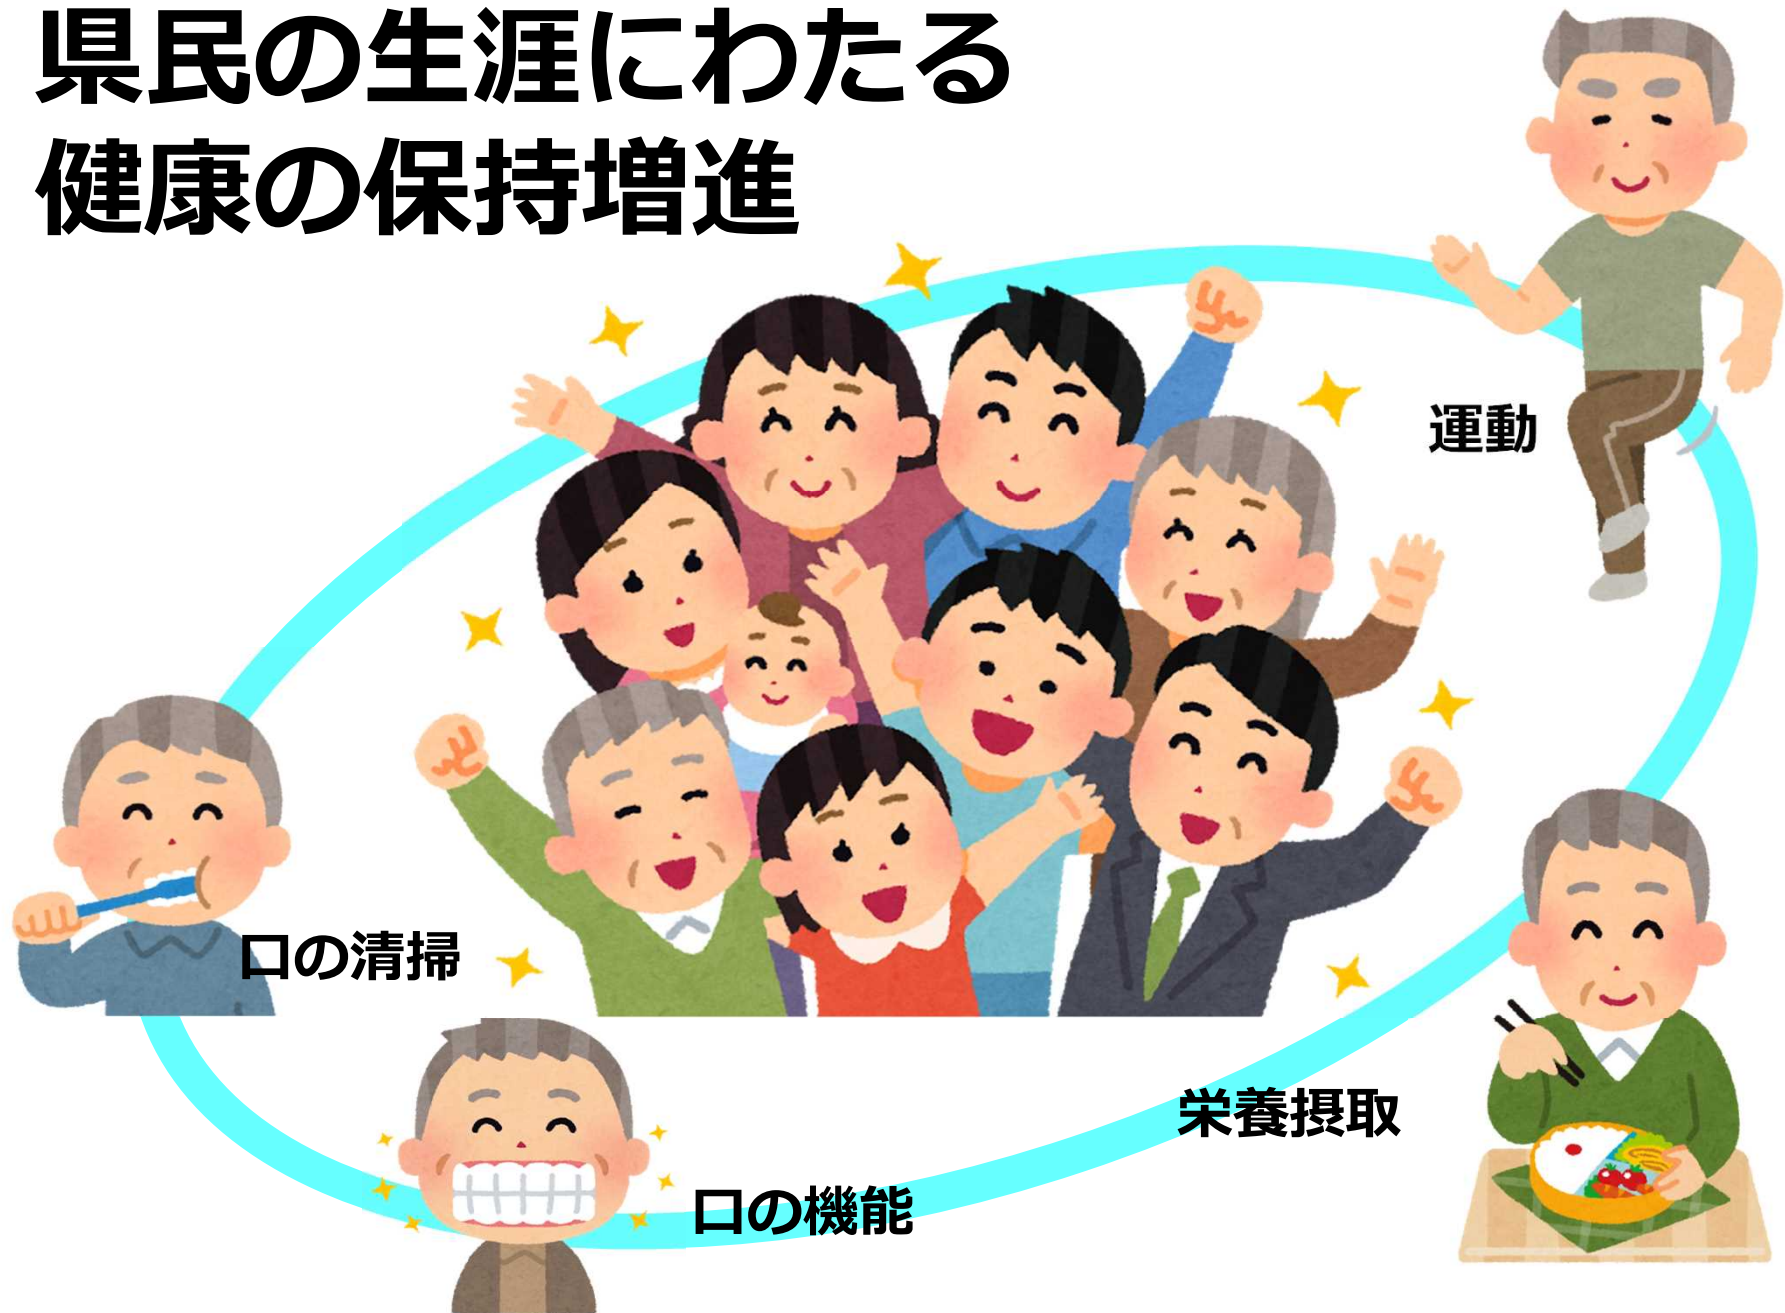 県民の生涯にわたる
健康の保持増進
運動
口の清掃
栄養摂取
口の機能